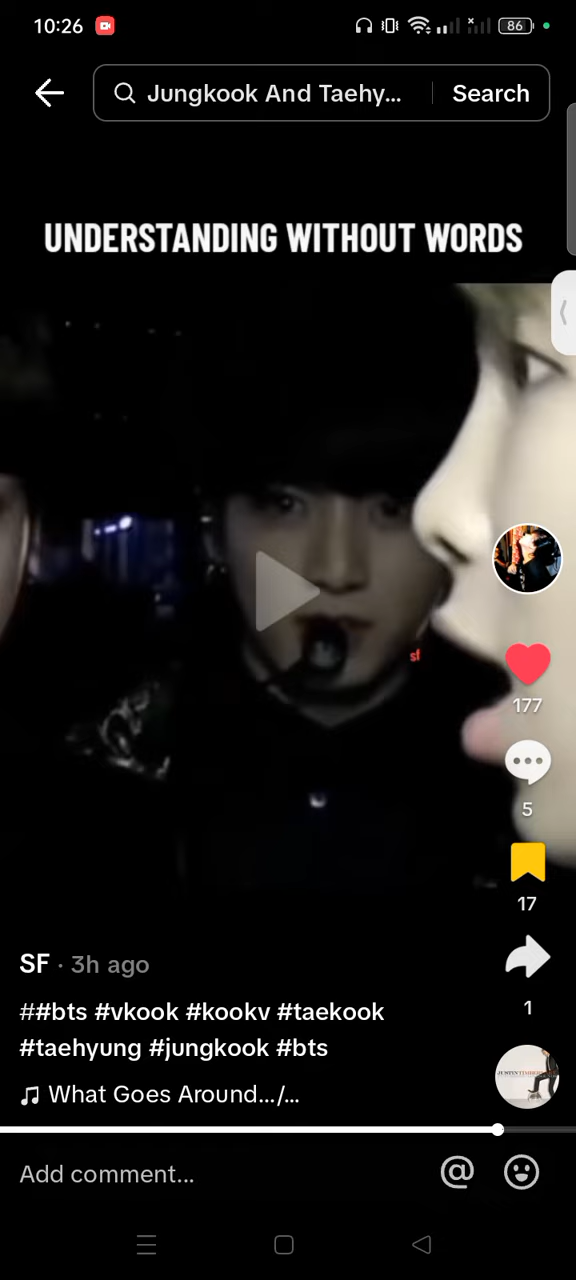 10:26
86
Jungkook And Taehy...
Search
UNDERSTANDING WITHOUT WORDS
sf
177
5
17
1
SF · 3h ago
##bts #vkook #kookv #taekook
#taehyung #jungkook #bts
What Goes Around.../...
Add comment...